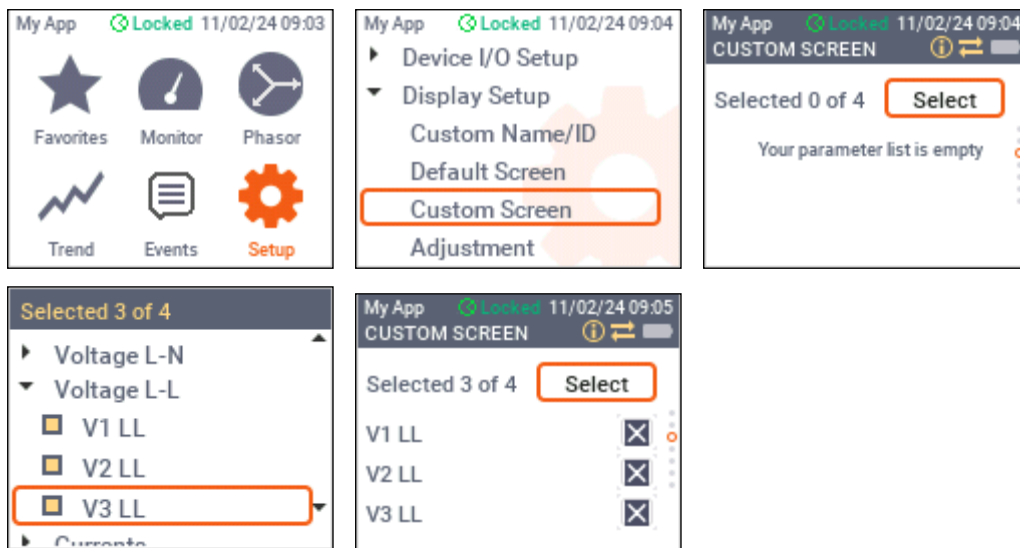 My App Locked 11/02/24 09:03
Favorites Monitor Phasor
Trend Events Setup
My App Locked 11/02/24 09:04
Device I/O Setup
Display Setup
Custom Name/ID
Default Screen
Custom Screen
Adjustment
My App Locked 11/02/24 09:04
CUSTOM SCREEN
Selected 0 of 4 Select
Your parameter list is empty
Selected 3 of 4
Voltage L-N
Voltage L-L
V1 LL
V2 LL
V3 LL
Currents
My App Locked 11/02/24 09:05
CUSTOM SCREEN
Selected 3 of 4 Select
V1 LL
V2 LL
V3 LL